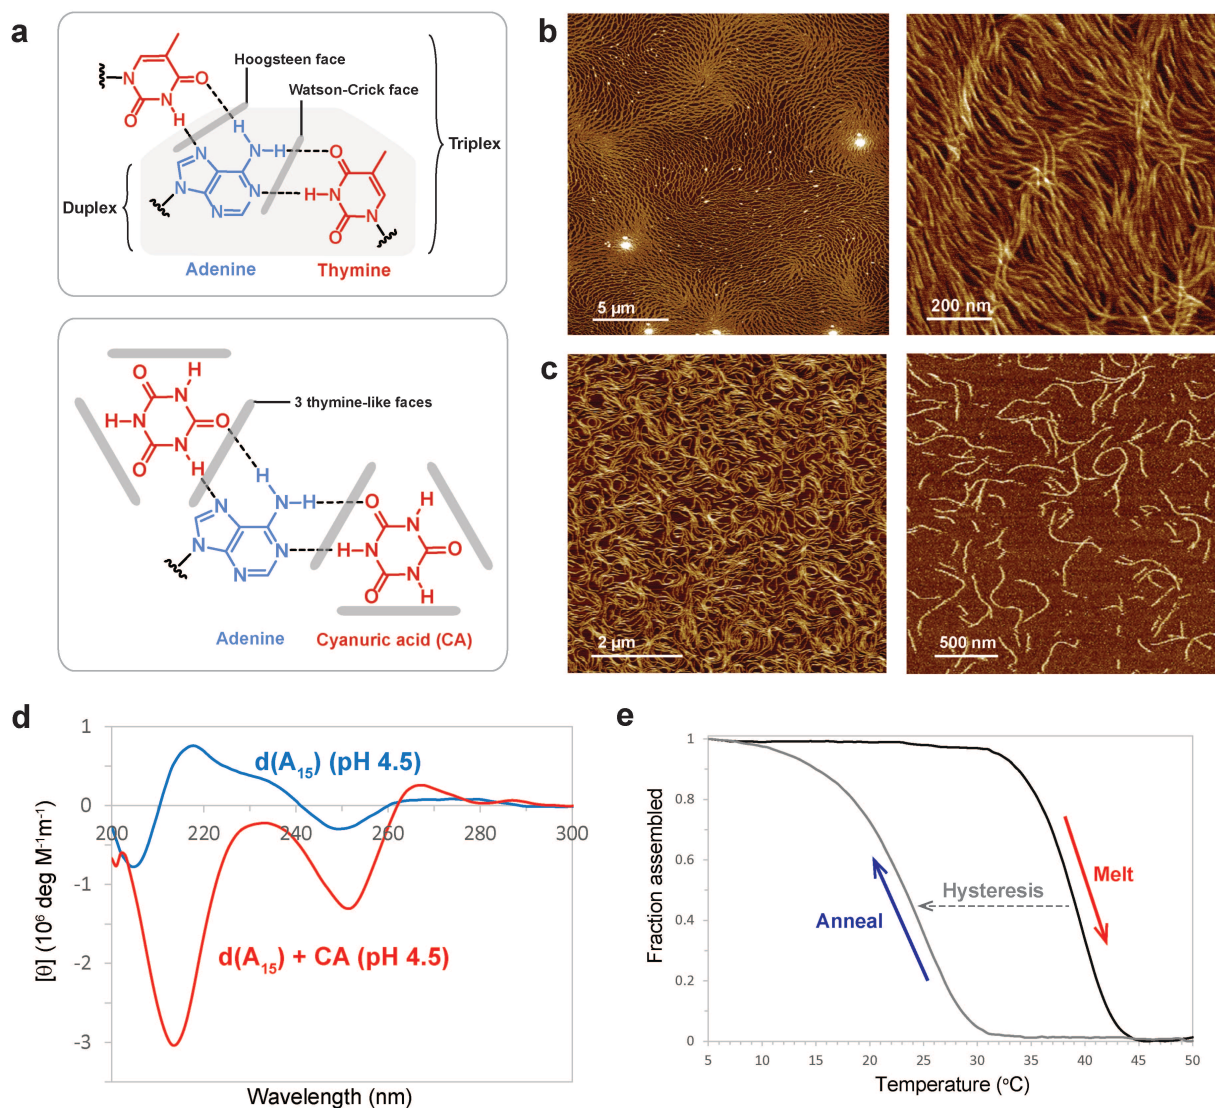 a
Hoogsteen face
Watson-Crick face
Triplex
Duplex
N
O
N
O
H
H
N
N
N
N
N
H
O
N
H
O
N
Adenine
Thymine
O
H
N
N
H
N
O
O
H
3 thymine-like faces
H
N
N
H
O
H
N
N
N
N
H
N
N
O
N
O
H
Adenine
Cyanuric acid (CA)
b
5 µm
200 nm
c
2 µm
500 nm
d
1
0
-1
-2
-3
200
220
240
260
280
300
d(A15) (pH 4.5)
d(A15) + CA (pH 4.5)
[θ] (10⁶ deg M⁻¹m⁻¹)
Wavelength (nm)
e
1
0.8
0.6
0.4
0.2
0
5
10
15
20
25
30
35
40
45
50
Melt
Hysteresis
Anneal
Fraction assembled
Temperature (°C)